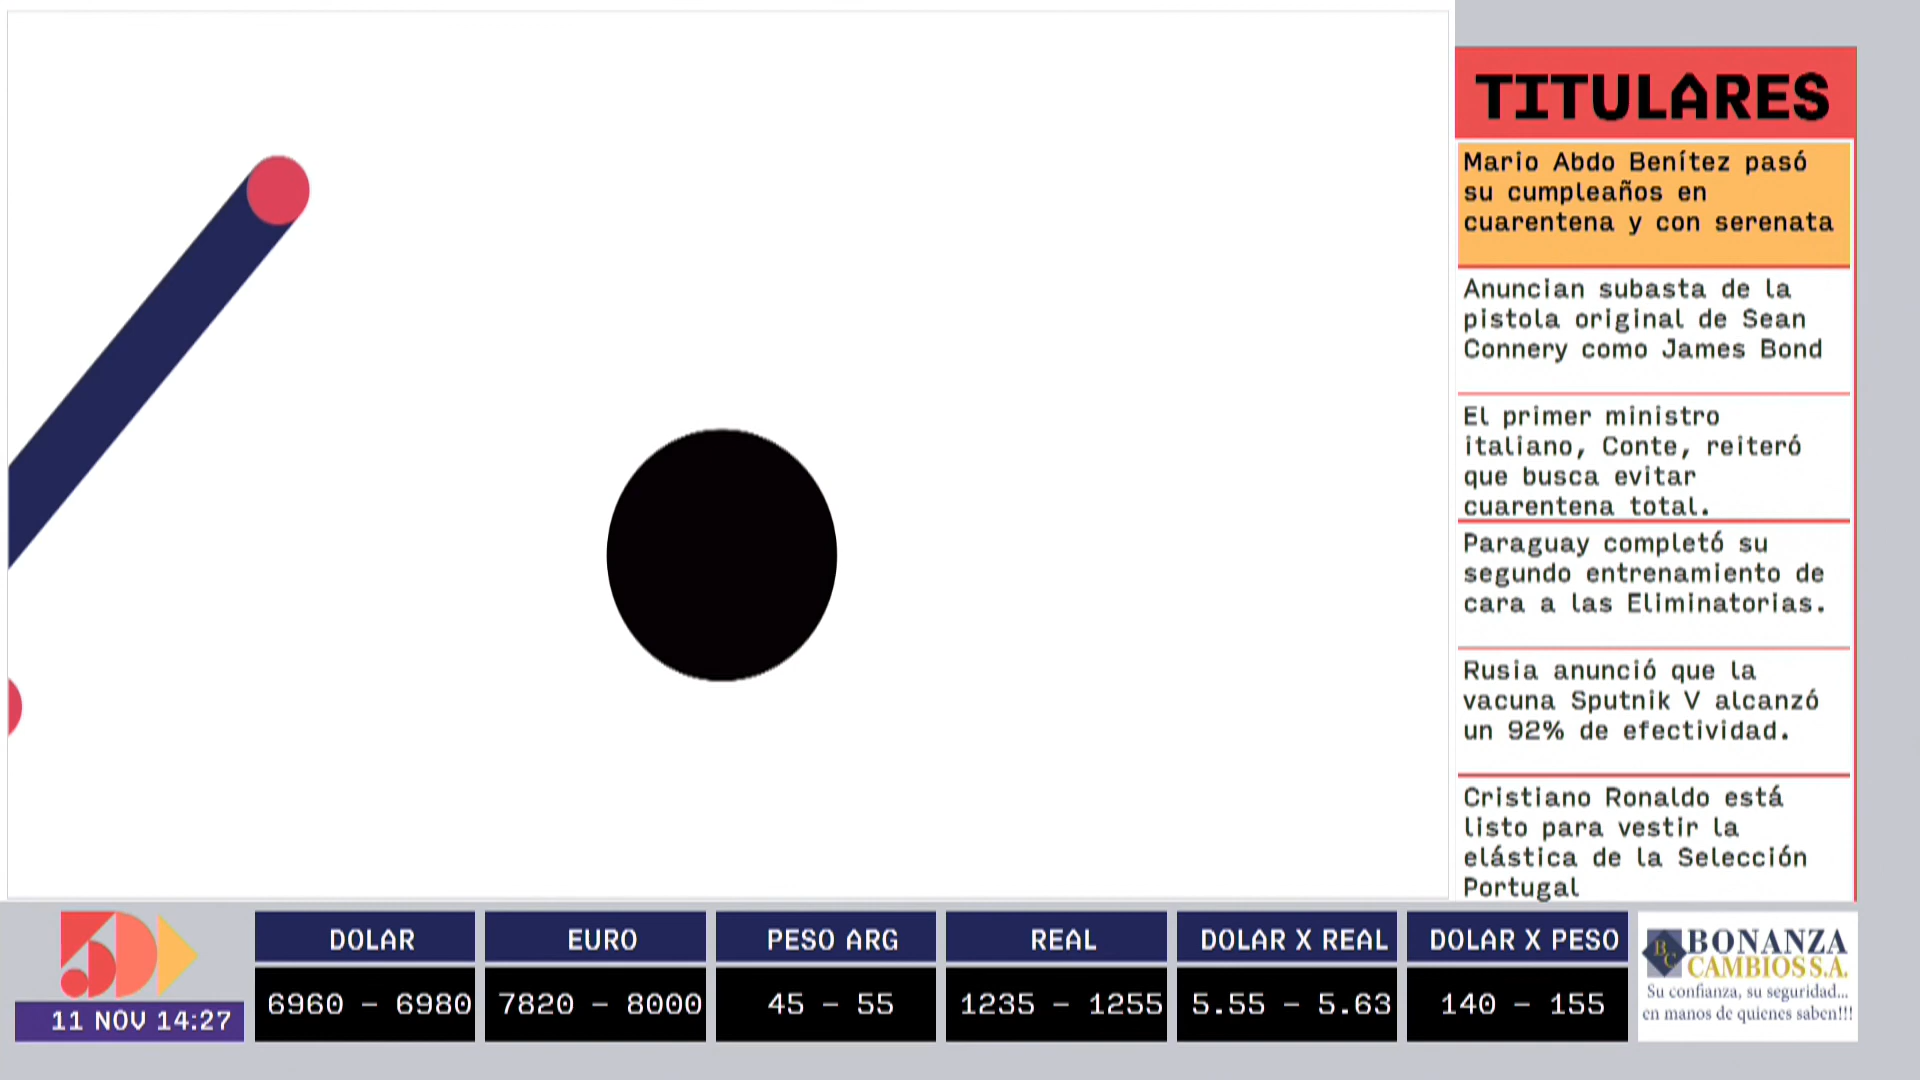 TITULARES
Mario Abdo Benítez pasó
su cumpleaños en
cuarentena y con serenata
Anuncian subasta de la
pistola original de Sean
Connery como James Bond
El primer ministro
italiano, Conte, reiteró
que busca evitar
cuarentena total.
Paraguay completó su
segundo entrenamiento de
cara a las Eliminatorias.
Rusia anunció que la
vacuna Sputnik V alcanzó
un 92% de efectividad.
Cristiano Ronaldo está
listo para vestir la
elástica de la Selección
Portugal
5D
11 NOV 14:27
DOLAR
6960 - 6980
EURO
7820 - 8000
PESO ARG
45 - 55
REAL
1235 - 1255
DOLAR X REAL
5.55 - 5.63
DOLAR X PESO
140 - 155
BC
BONANZA
CAMBIOS S.A.
Su confianza, su seguridad...
en manos de quienes saben!!!